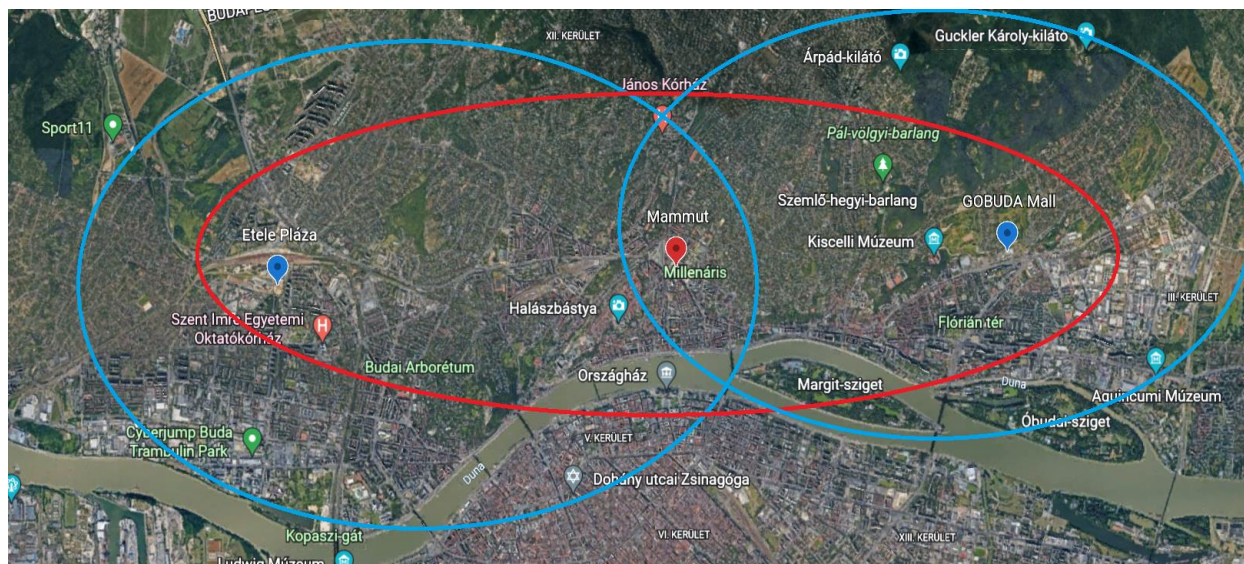 BUDAPES
XII. KERÜLET
Guckler Károly-kilátó
Árpád-kilátó
János Kórház
Sport11
Pál-völgyi-barlang
Szemlő-hegyi-barlang
GOBUDA Mall
Mammut
Etele Pláza
Kiscelli Múzeum
Millenáris
III. KERÜLET
Halászbástya
Szent Imre Egyetemi
Oktatókórház
Flórián tér
Budai Arborétum
Országház
Margit-sziget
Duna
Aquincumi Múzeum
Óbudai-sziget
Cyberjump Buda
Trambulin Park
V. KERÜLET
Duna
Dohány utcai Zsinagóga
Kopaszi-gát
VI. KERÜLET
XIII. KERÜLET
Ludwig Múzeum